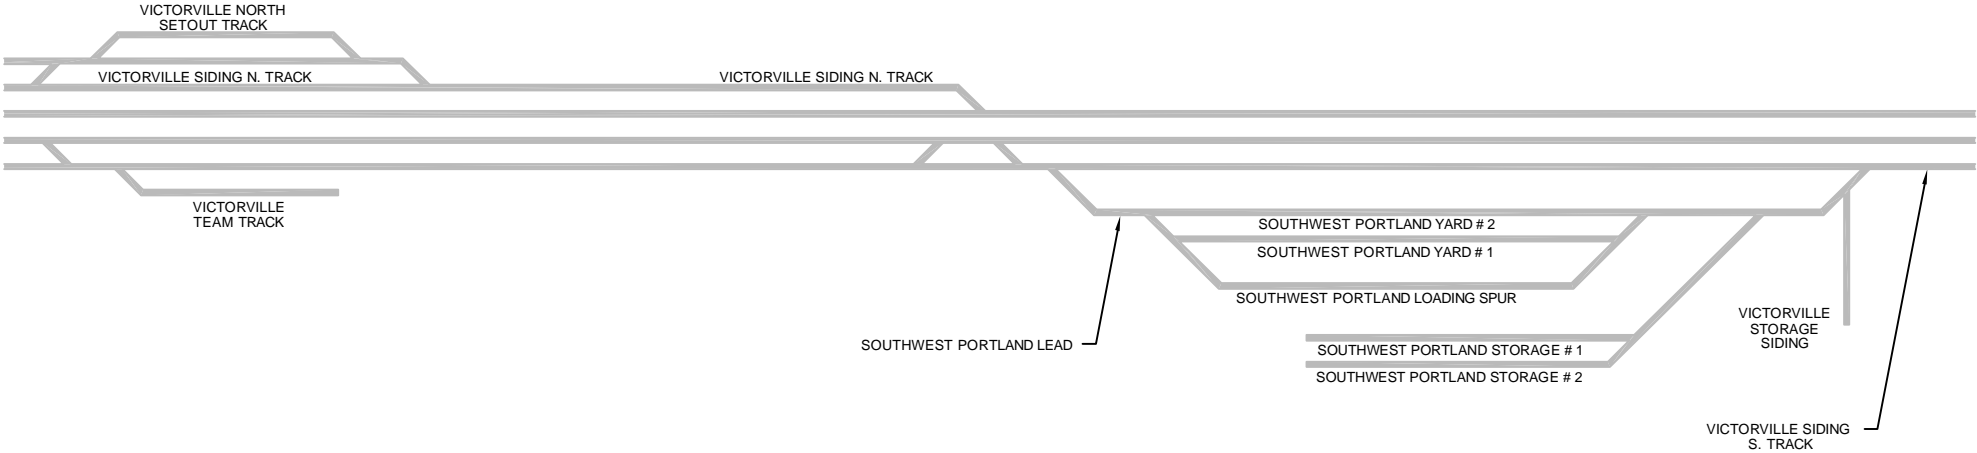 VICTORVILLE NORTH
SETOUT TRACK
VICTORVILLE SIDING N. TRACK
VICTORVILLE SIDING N. TRACK
VICTORVILLE
TEAM TRACK
SOUTHWEST PORTLAND YARD # 2
SOUTHWEST PORTLAND YARD # 1
SOUTHWEST PORTLAND LOADING SPUR
SOUTHWEST PORTLAND LEAD
SOUTHWEST PORTLAND STORAGE # 1
SOUTHWEST PORTLAND STORAGE # 2
VICTORVILLE
STORAGE
SIDING
VICTORVILLE SIDING
S. TRACK